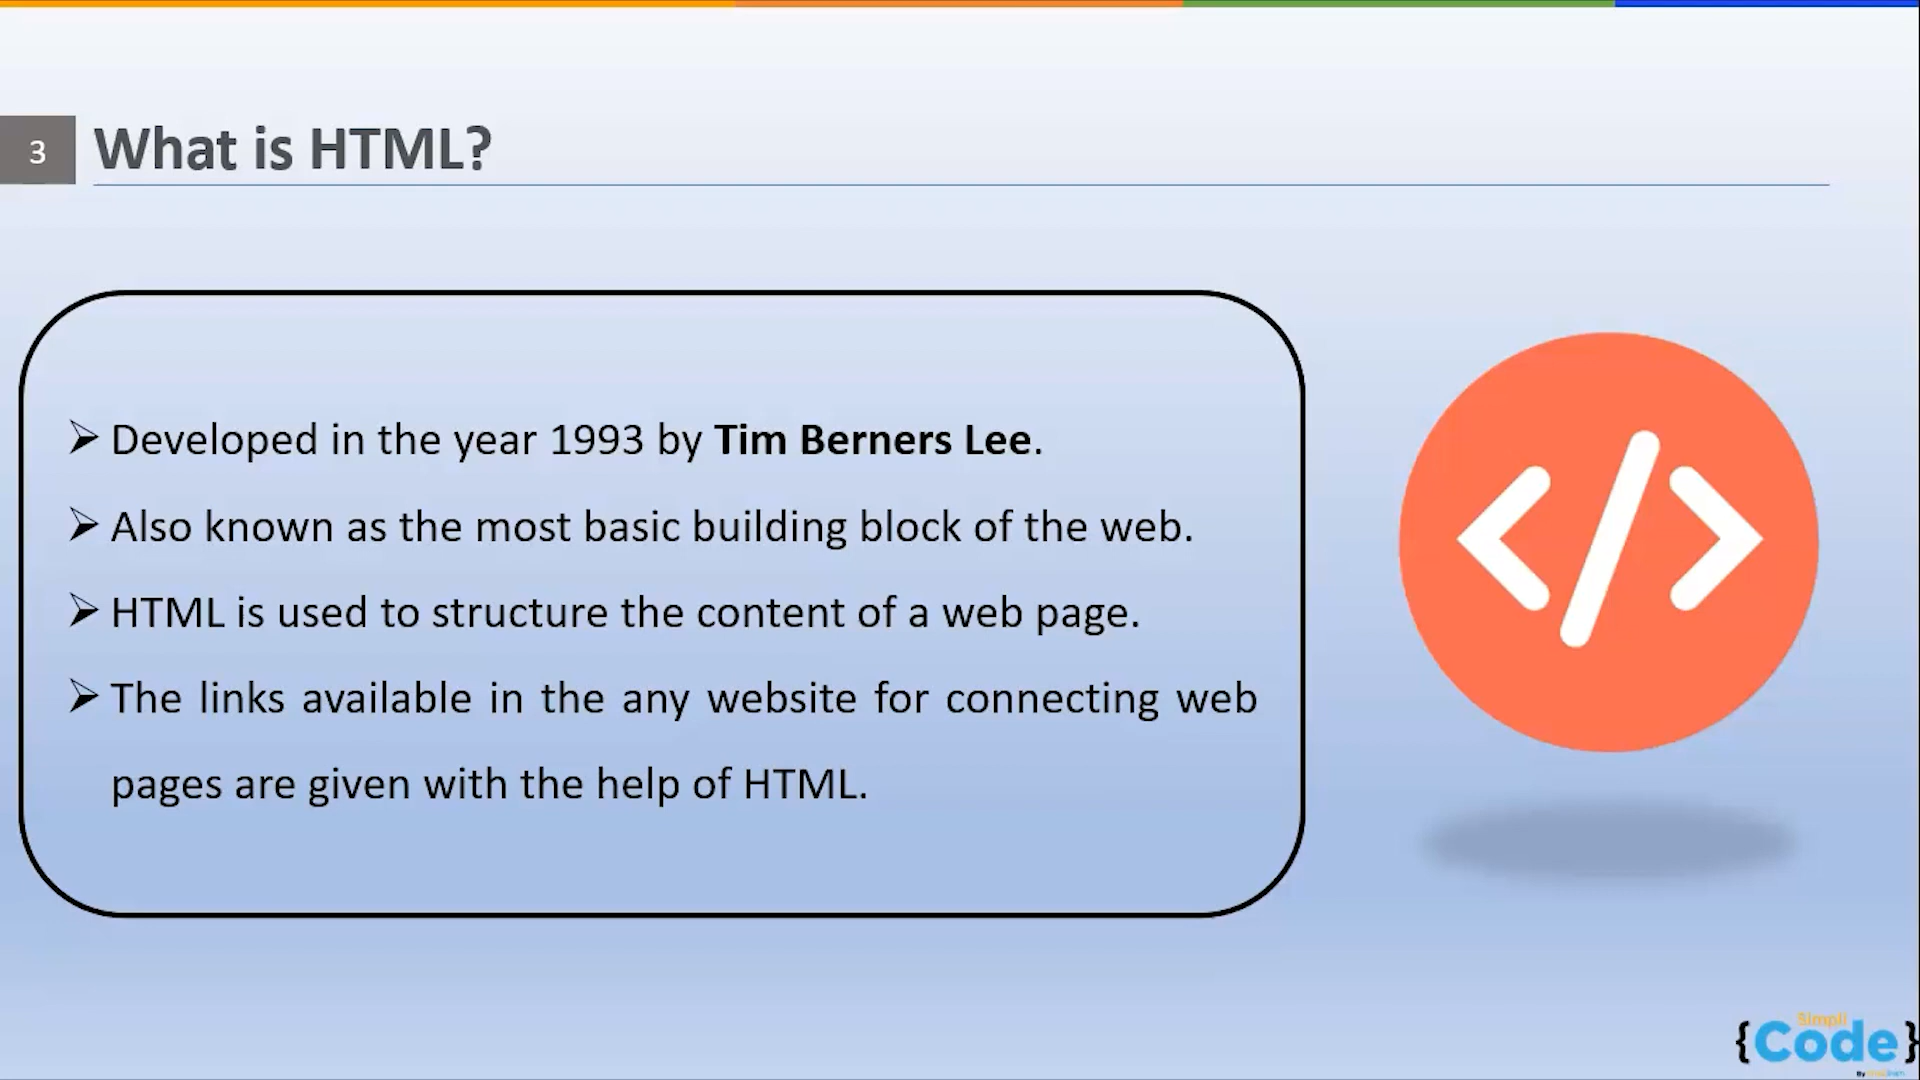 3
What is HTML?
➢ Developed in the year 1993 by Tim Berners Lee.
➢ Also known as the most basic building block of the web.
➢ HTML is used to structure the content of a web page.
➢ The links available in the any website for connecting web
pages are given with the help of HTML.
</>
Simpli
{Code}
By